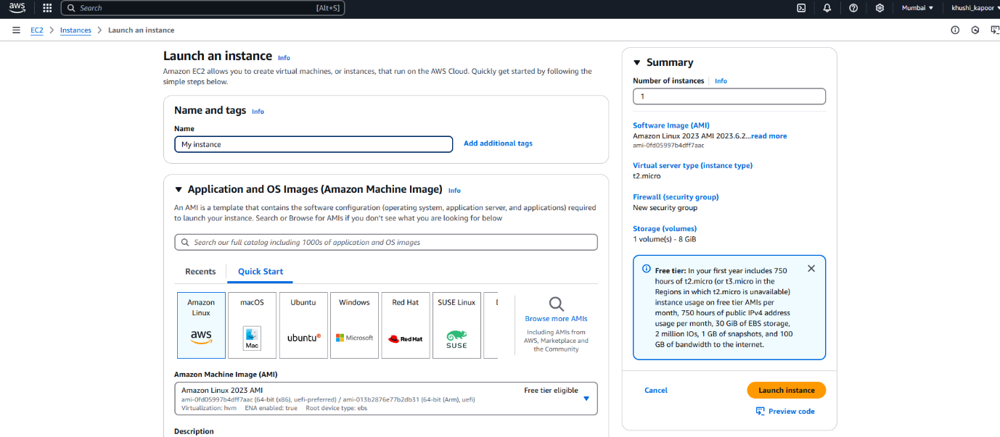 aws
Search
[Alt+S]
Mumbai
khushi_kapoor
EC2
Instances
Launch an instance
Launch an instance Info
Amazon EC2 allows you to create virtual machines, or instances, that run on the AWS Cloud. Quickly get started by following the
simple steps below.
Name and tags Info
Name
My instance
Add additional tags
Application and OS Images (Amazon Machine Image) Info
An AMI is a template that contains the software configuration (operating system, application server, and applications) required
to launch your instance. Search or Browse for AMIs if you don't see what you are looking for below
Search our full catalog including 1000s of application and OS images
Recents
Quick Start
Amazon
Linux
aws
macOS
Mac
Ubuntu
ubuntu®
Windows
Microsoft
Red Hat
Red Hat
SUSE Linux
SUSE
Browse more AMIs
Including AMIs from
AWS, Marketplace and
the Community
Amazon Machine Image (AMI)
Amazon Linux 2023 AMI
Free tier eligible
ami-0fd05997b4dff7aac (64-bit (x86), uefi-preferred) / ami-013b2876e77b2db31 (64-bit (Arm), uefi)
Virtualization: hvm ENA enabled: true Root device type: ebs
Description
Summary
Number of instances Info
1
Software Image (AMI)
Amazon Linux 2023 AMI 2023.6.2...read more
ami-0fd05997b4dff7aac
Virtual server type (instance type)
t2.micro
Firewall (security group)
New security group
Storage (volumes)
1 volume(s) - 8 GiB
Free tier: In your first year includes 750
hours of t2.micro (or t3.micro in the
Regions in which t2.micro is unavailable)
instance usage on free tier AMIs per
month, 750 hours of public IPv4 address
usage per month, 30 GiB of EBS storage,
2 million IOs, 1 GB of snapshots, and 100
GB of bandwidth to the internet.
Cancel
Launch instance
Preview code